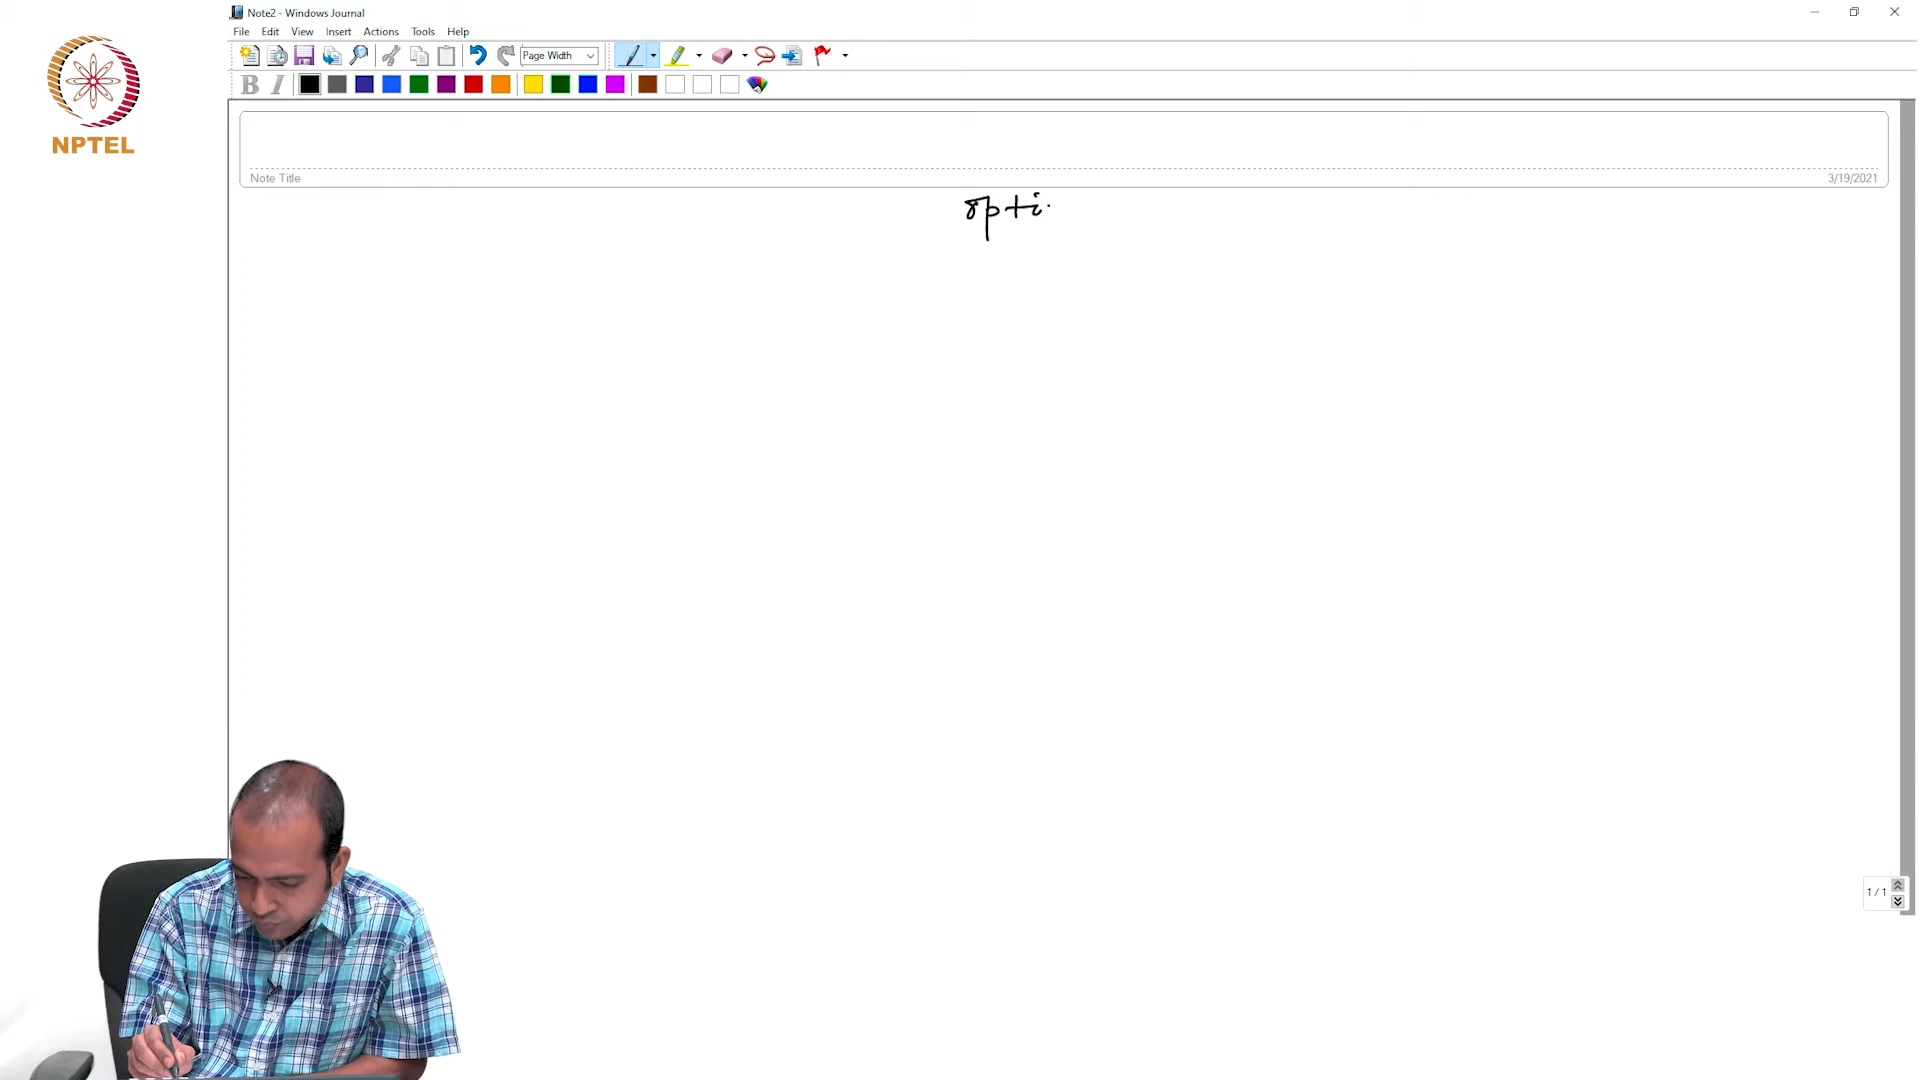 Note2 - Windows Journal
File Edit View Insert Actions Tools Help
Page Width
B I
NPTEL
Note Title
3/19/2021
opti
1 / 1